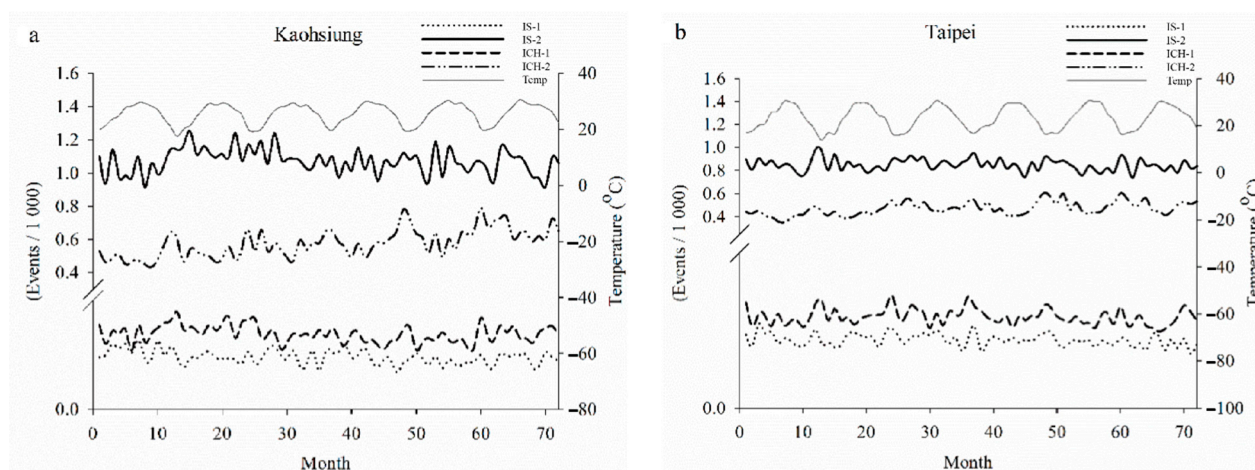 a
Kaohsiung
IS-1
IS-2
ICH-1
ICH-2
Temp
1.6
1.4
1.2
1.0
0.8
0.6
0.4
0.0
(Events / 1 000)
40
20
0
−20
−40
−60
−80
Temperature (°C)
0 10 20 30 40 50 60 70
Month
b
Taipei
IS-1
IS-2
ICH-1
ICH-2
Temp
1.6
1.4
1.2
1.0
0.8
0.6
0.4
0.0
(Events / 1 000)
40
20
0
−20
−40
−60
−80
−100
Temperature (°C)
0 10 20 30 40 50 60 70
Month